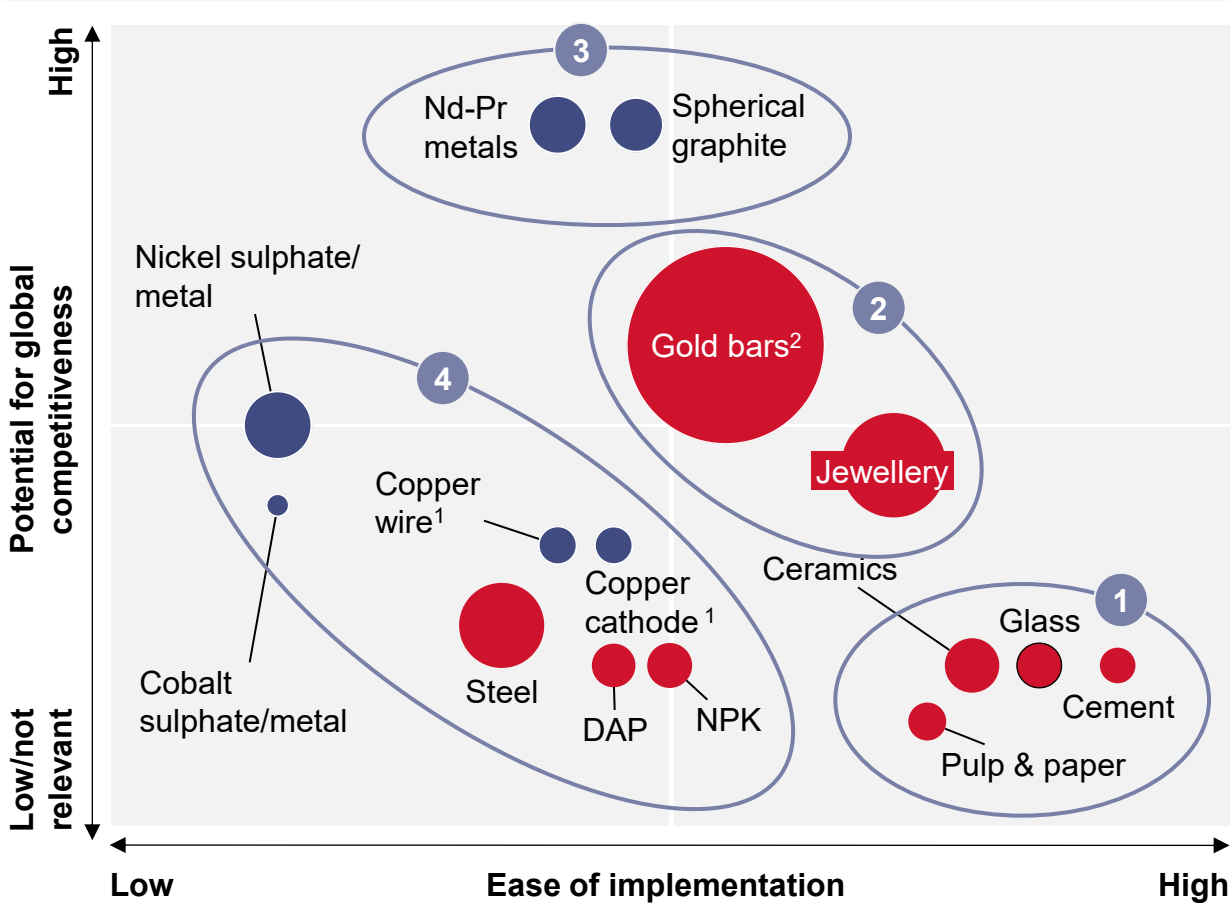 High
3
Nd-Pr
metals
Spherical
graphite
Nickel sulphate/
metal
2
Gold bars²
4
Potential for global
competitiveness
Jewellery
Copper
wire¹
Ceramics
Copper
cathode ¹
1
Glass
Steel
DAP
NPK
Cement
Cobalt
sulphate/metal
Pulp & paper
Low/not
relevant
Low
Ease of implementation
High